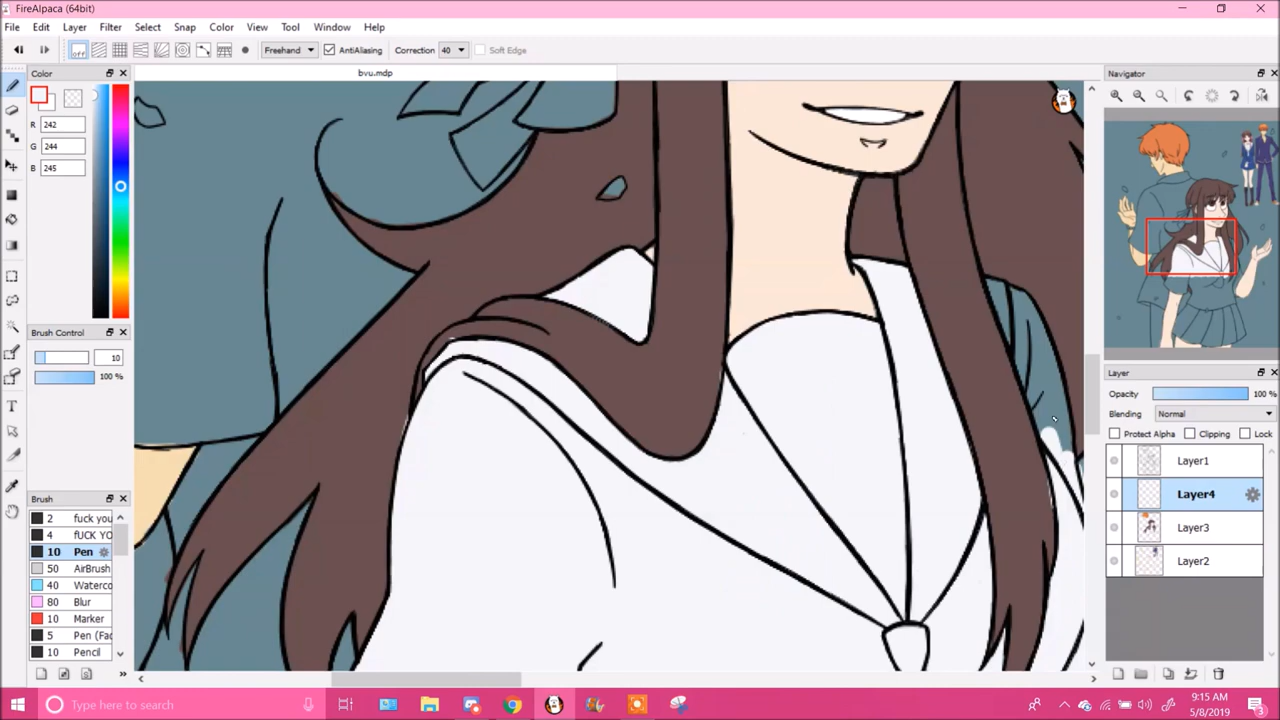 FireAlpaca (64bit)
File Edit Layer Filter Select Snap Color View Tool Window Help
off Freehand AntiAliasing Correction 40 Soft Edge
Color
bvu.mdp
Navigator
R 242
G 244
B 245
Brush Control
10
100 %
Layer
Opacity 100 %
Blending Normal
Protect Alpha Clipping Lock
Layer1
Layer4
Layer3
Layer2
Brush
2 fuck you
4 fUCK YO
10 Pen
50 AirBrush
40 Waterco
80 Blur
10 Marker
5 Pen (Fad
10 Pencil
Type here to search
9:15 AM
5/8/2019
3